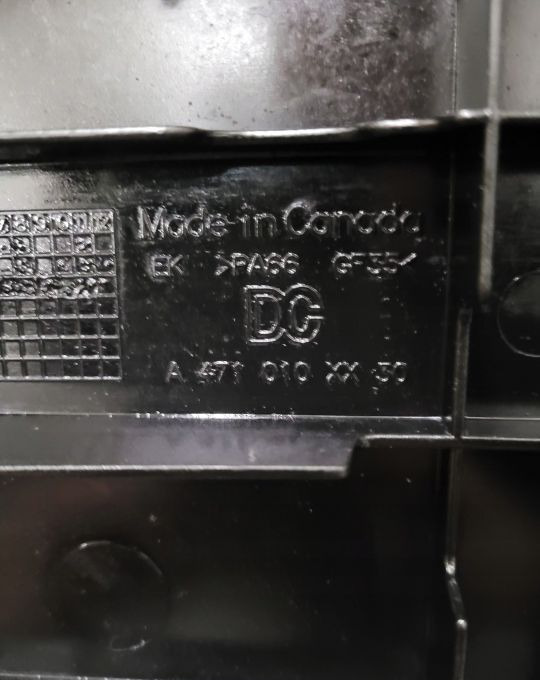 Made in Canada
EK >PA66 GF35<
DC
A 471 010 XX 30